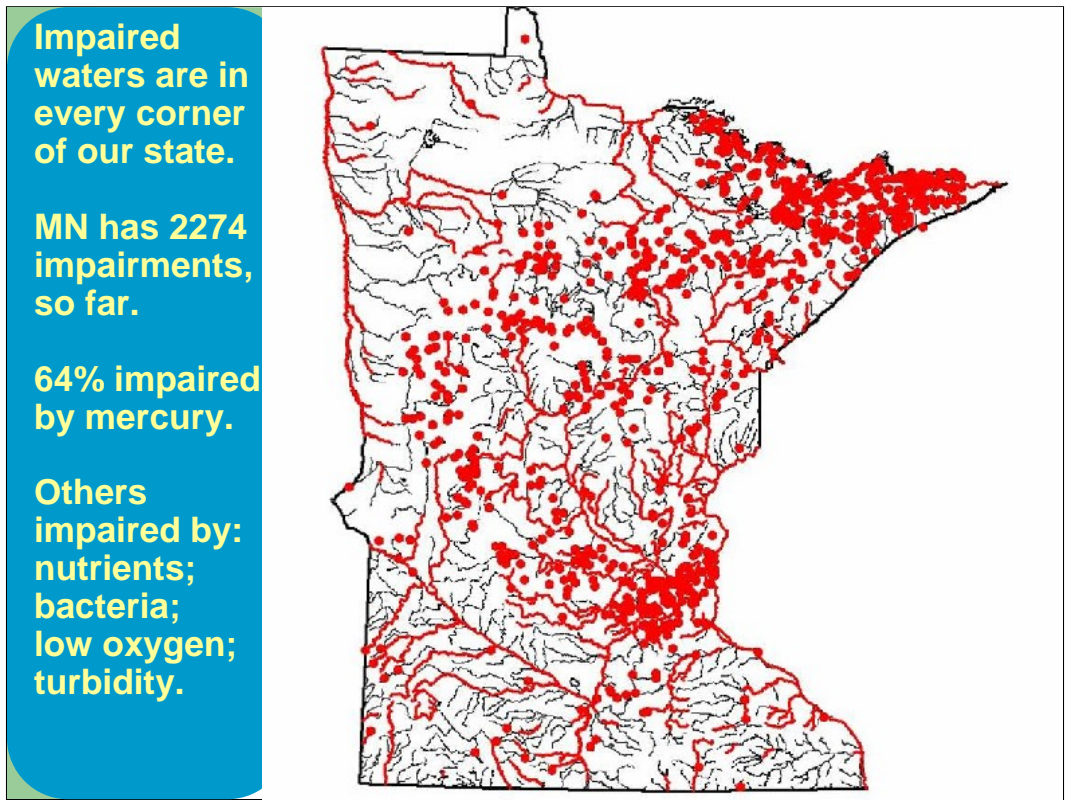 Impaired
waters are in
every corner
of our state.
MN has 2274
impairments,
so far.
64% impaired
by mercury.
Others
impaired by:
nutrients;
bacteria;
low oxygen;
turbidity.